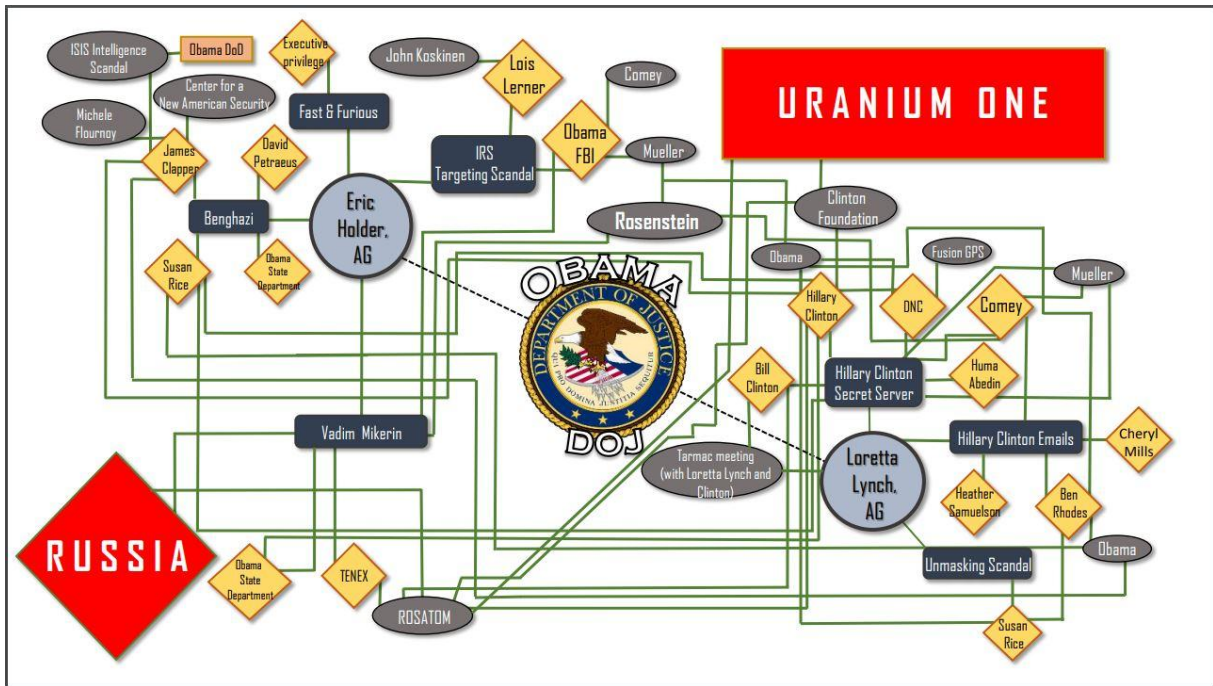 ISIS Intelligence
Scandal
Obama DoD
Executive
privilege
John Koskinen
Lois
Lerner
Comey
URANIUM ONE
Center for a
New American Security
Michele
Flournoy
Fast & Furious
James
Clapper
David
Petraeus
IRS
Targeting Scandal
Obama
FBI
Mueller
Benghazi
Eric
Holder,
AG
Rosenstein
Clinton
Foundation
Susan
Rice
Obama
State
Department
Obama
Fusion GPS
Mueller
OBAMA
DEPARTMENT OF JUSTICE
QUI PRO DOMINA JUSTITIA SEQUITUR
DOJ
Hillary
Clinton
DNC
Comey
Bill
Clinton
Hillary Clinton
Secret Server
Huma
Abedin
Vadim Mikerin
Tarmac meeting
(with Loretta Lynch and
Clinton)
Loretta
Lynch,
AG
Hillary Clinton Emails
Cheryl
Mills
Heather
Samuelson
Ben
Rhodes
RUSSIA
Obama
State
Department
TENEX
ROSATOM
Unmasking Scandal
Obama
Susan
Rice